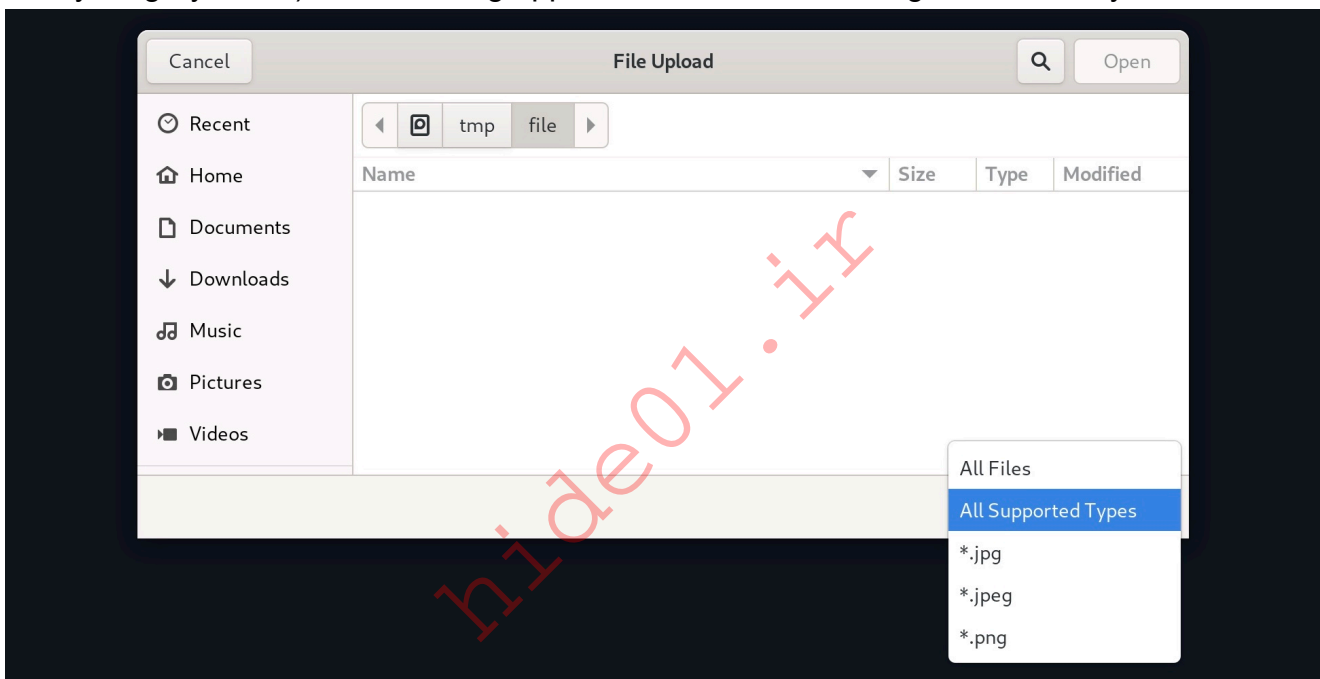 Cancel File Upload Open
Recent
tmp file
Home
Name Size Type Modified
Documents
Downloads
Music
Pictures
Videos
All Files
All Supported Types
*.jpg
*.jpeg
*.png
hide01.ir